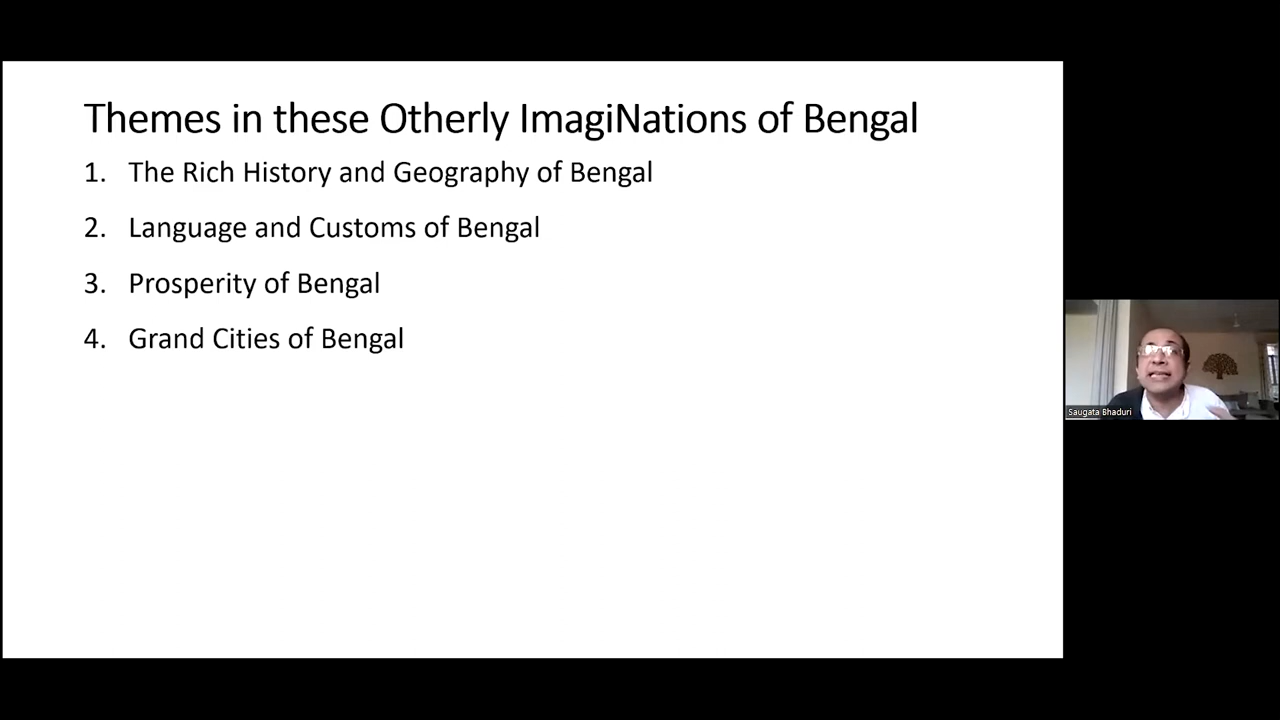 Themes in these Otherly ImagiNations of Bengal
1. The Rich History and Geography of Bengal
2. Language and Customs of Bengal
3. Prosperity of Bengal
4. Grand Cities of Bengal
Saugata Bhaduri